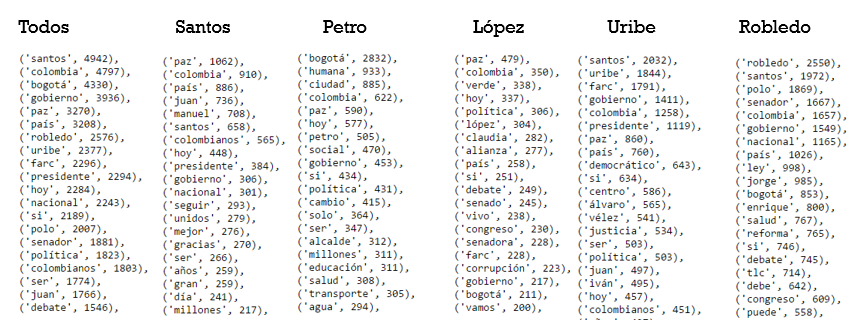 Todos
('santos', 4942),
('colombia', 4797),
('bogotá', 4330),
('gobierno', 3936),
('paz', 3270),
('país', 3208),
('robledo', 2576),
('uribe', 2377),
('farc', 2296),
('presidente', 2294),
('hoy', 2284),
('nacional', 2243),
('si', 2189),
('polo', 2007),
('senador', 1881),
('política', 1823),
('colombianos', 1803),
('ser', 1774),
('juan', 1766),
('debate', 1546),
Santos
('paz', 1062),
('colombia', 910),
('país', 886),
('juan', 736),
('manuel', 708),
('santos', 658),
('colombianos', 565),
('hoy', 448),
('presidente', 384),
('gobierno', 306),
('nacional', 301),
('seguir', 293),
('unidos', 279),
('mejor', 276),
('gracias', 270),
('ser', 266),
('años', 259),
('gran', 259),
('día', 241),
('millones', 217),
Petro
('bogotá', 2832),
('humana', 933),
('ciudad', 885),
('colombia', 622),
('paz', 590),
('hoy', 577),
('petro', 505),
('social', 470),
('gobierno', 453),
('si', 434),
('política', 431),
('cambio', 415),
('solo', 364),
('ser', 347),
('alcalde', 312),
('millones', 311),
('educación', 311),
('salud', 308),
('transporte', 305),
('agua', 294),
López
('paz', 479),
('colombia', 350),
('verde', 338),
('hoy', 337),
('política', 306),
('lópez', 304),
('claudia', 282),
('alianza', 277),
('país', 258),
('si', 251),
('debate', 249),
('senado', 245),
('vivo', 238),
('congreso', 230),
('senadora', 228),
('farc', 228),
('corrupción', 223),
('gobierno', 217),
('bogotá', 211),
('vamos', 200),
Uribe
('santos', 2032),
('uribe', 1844),
('farc', 1791),
('gobierno', 1411),
('colombia', 1258),
('presidente', 1119),
('paz', 860),
('país', 760),
('democrático', 643),
('si', 634),
('centro', 586),
('álvaro', 565),
('vélez', 541),
('justicia', 534),
('ser', 503),
('política', 503),
('juan', 497),
('iván', 495),
('hoy', 457),
('colombianos', 451),
Robledo
('robledo', 2550),
('santos', 1972),
('polo', 1869),
('senador', 1667),
('colombia', 1657),
('gobierno', 1549),
('nacional', 1165),
('país', 1026),
('ley', 998),
('jorge', 985),
('bogotá', 853),
('enrique', 800),
('salud', 767),
('reforma', 765),
('si', 746),
('debate', 745),
('tlc', 714),
('debe', 642),
('congreso', 609),
('puede', 558),